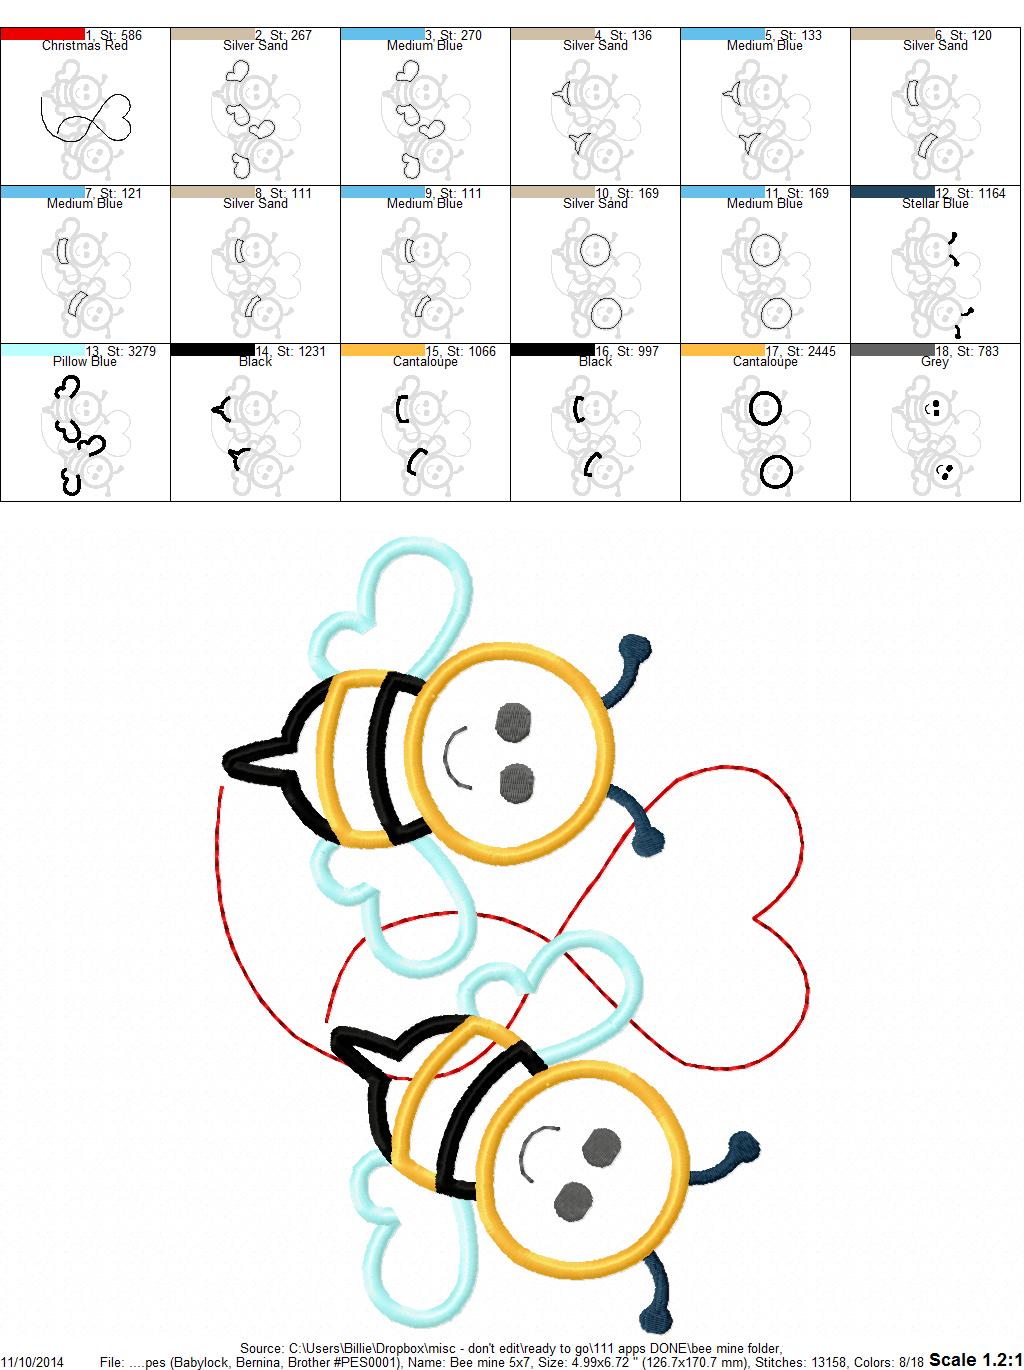 1, St: 586
Christmas Red
2, St: 267
Silver Sand
3, St: 270
Medium Blue
4, St: 136
Silver Sand
5, St: 133
Medium Blue
6, St: 120
Silver Sand
7, St: 121
Medium Blue
8, St: 111
Silver Sand
9, St: 111
Medium Blue
10, St: 169
Silver Sand
11, St: 169
Medium Blue
12, St: 1164
Stellar Blue
13, St: 3279
Pillow Blue
14, St: 1231
Black
15, St: 1066
Cantaloupe
16, St: 997
Black
17, St: 2445
Cantaloupe
18, St: 783
Grey
Source: C:\Users\Billie\Dropbox\misc - don't edit\ready to go\111 apps DONE\bee mine folder,
11/10/2014 File: ....pes (Babylock, Bernina, Brother #PES0001), Name: Bee mine 5x7, Size: 4.99x6.72 " (126.7x170.7 mm), Stitches: 13158, Colors: 8/18 Scale 1.2:1